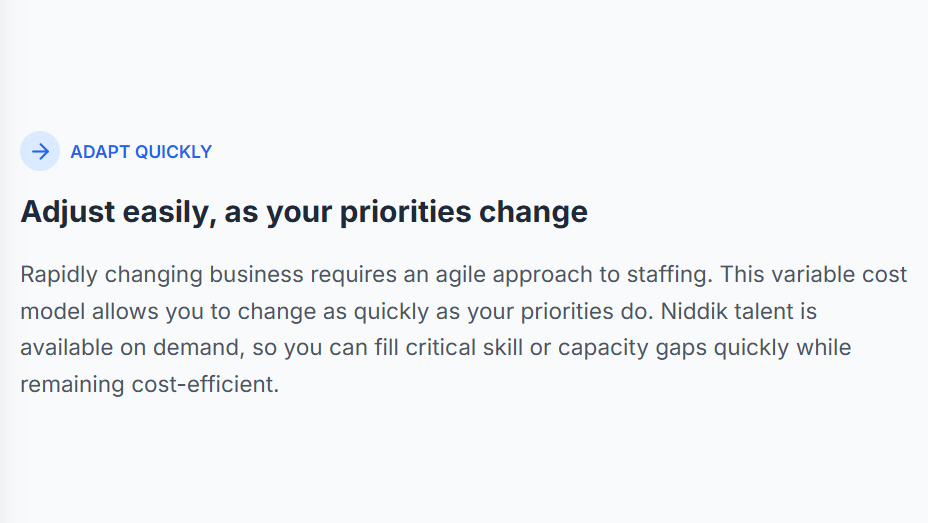 ADAPT QUICKLY
Adjust easily, as your priorities change
Rapidly changing business requires an agile approach to staffing. This variable cost
model allows you to change as quickly as your priorities do. Niddik talent is
available on demand, so you can fill critical skill or capacity gaps quickly while
remaining cost-efficient.